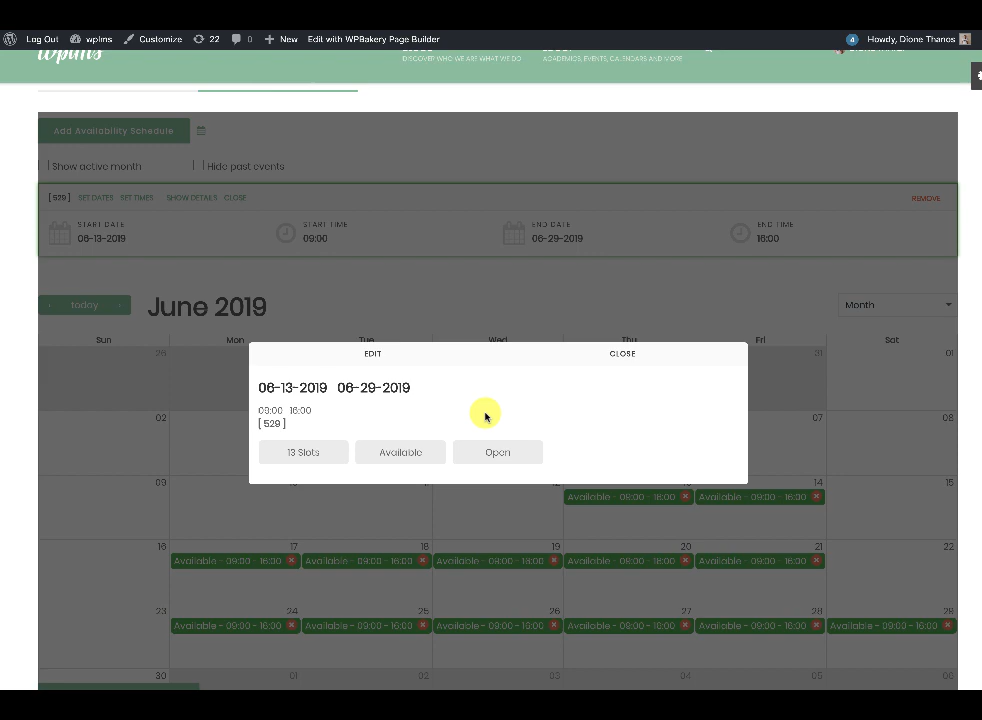 Log Out wplms Customize 22 0 New Edit with WPBakery Page Builder 4 Howdy, Dione Thanos
wplms
DISCOVER WHO WE ARE WHAT WE DO ACADEMICS, EVENTS, CALENDARS AND MORE
Add Availability Schedule
Show active month Hide past events
[529] SET DATES SET TIMES SHOW DETAILS CLOSE REMOVE
START DATE START TIME END DATE END TIME
06-13-2019 09:00 06-29-2019 16:00
today June 2019 Month
Sun Mon Tue Wed Thu Fri Sat
26 31 01
EDIT CLOSE
06-13-2019 06-29-2019
09:00 16:00
[ 529 ]
13 Slots Available Open
02 07 08
09 14 15
Available - 09:00 - 16:00 Available - 09:00 - 16:00
16 17 18 19 20 21 22
Available - 09:00 - 16:00 Available - 09:00 - 16:00 Available - 09:00 - 16:00 Available - 09:00 - 16:00 Available - 09:00 - 16:00
23 24 25 26 27 28 29
Available - 09:00 - 16:00 Available - 09:00 - 16:00 Available - 09:00 - 16:00 Available - 09:00 - 16:00 Available - 09:00 - 16:00 Available - 09:00 - 16:00
30 01 02 03 04 05 06